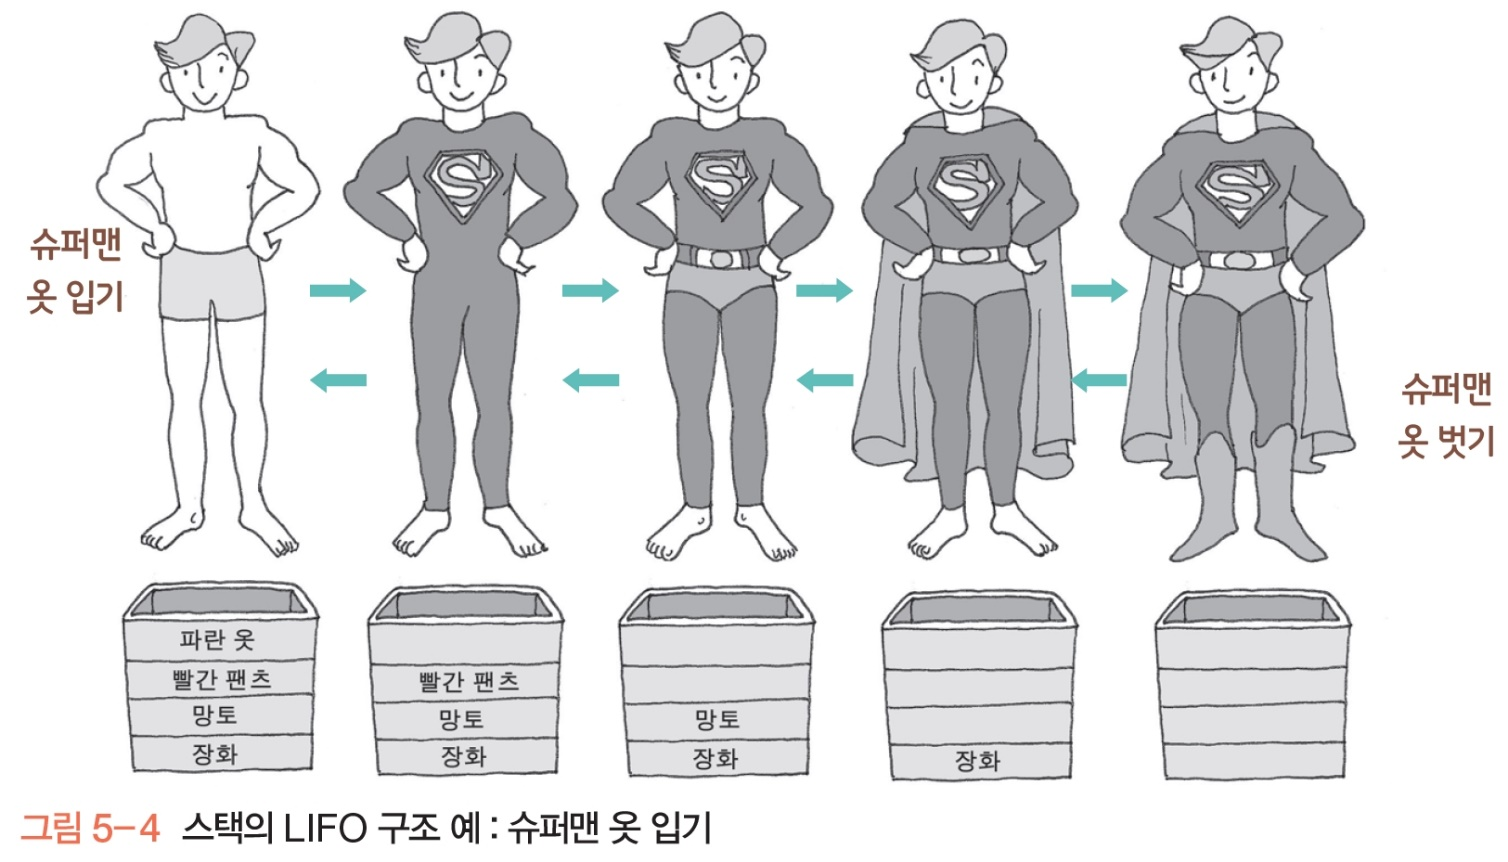 슈퍼맨
옷 입기
S
S
S
S
슈퍼맨
옷 벗기
파란 옷
빨간 팬츠
망토
장화
빨간 팬츠
망토
장화
망토
장화
장화
그림 5-4 스택의 LIFO 구조 예 : 슈퍼맨 옷 입기